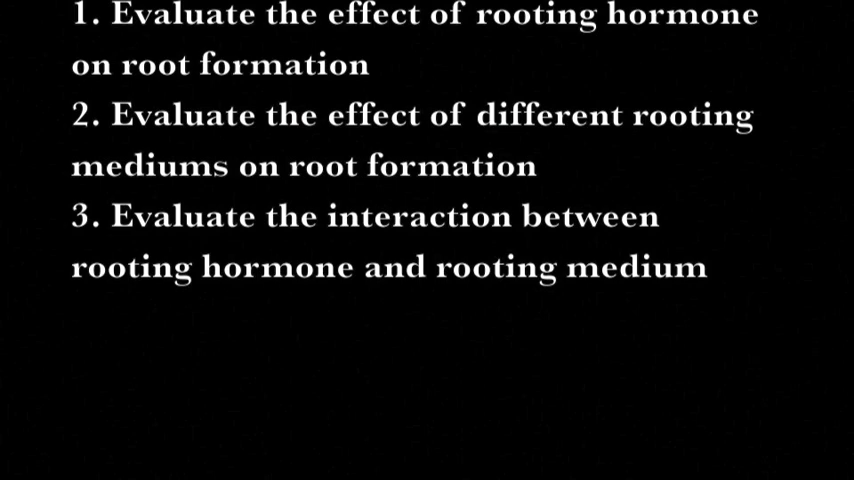 1. Evaluate the effect of rooting hormone
on root formation
2. Evaluate the effect of different rooting
mediums on root formation
3. Evaluate the interaction between
rooting hormone and rooting medium